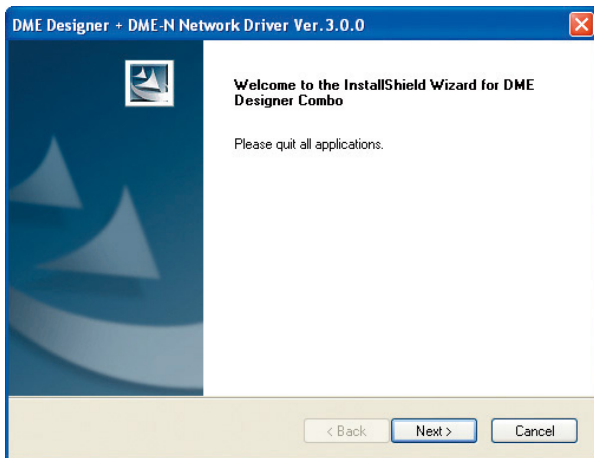 DME Designer + DME-N Network Driver Ver.3.0.0
Welcome to the InstallShield Wizard for DME
Designer Combo
Please quit all applications.
< Back
Next >
Cancel